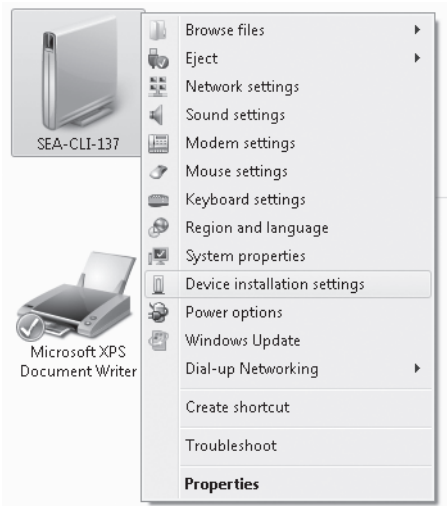 SEA-CLI-137
Microsoft XPS
Document Writer
Browse files
Eject
Network settings
Sound settings
Modem settings
Mouse settings
Keyboard settings
Region and language
System properties
Device installation settings
Power options
Windows Update
Dial-up Networking
Create shortcut
Troubleshoot
Properties